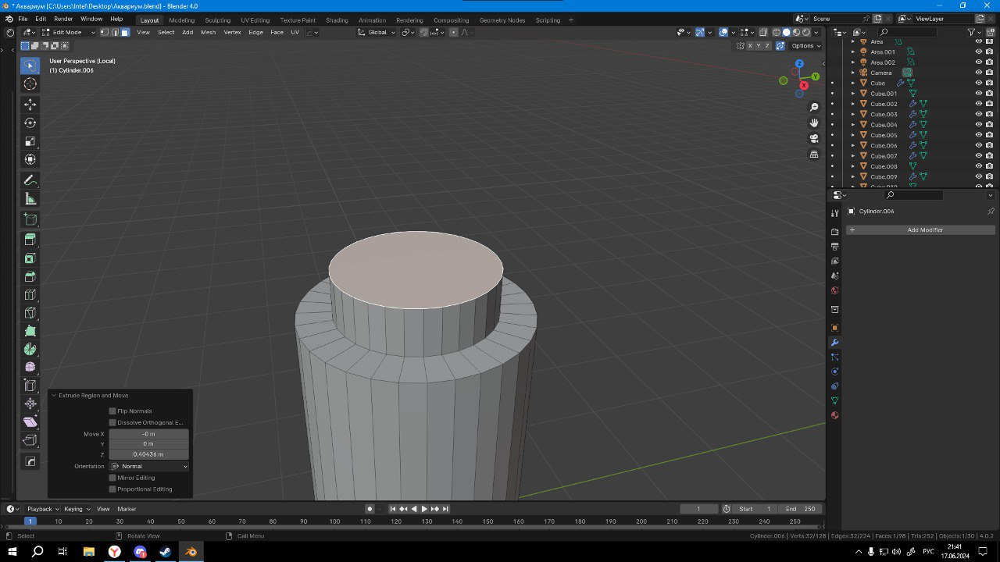 * Аквариум [C:\Users\Intel\Desktop\Аквариум.blend] - Blender 4.0
File Edit Render Window Help Layout Modeling Sculpting UV Editing Texture Paint Shading Animation Rendering Compositing Geometry Nodes Scripting + Scene ViewLayer
Edit Mode View Select Add Mesh Vertex Edge Face UV Global
X Y Z Options
User Perspective (Local)
(1) Cylinder.006
Z
Y
X
Area
Area.001
Area.002
Camera
Cube
Cube.001
Cube.002
Cube.003
Cube.004
Cube.005
Cube.006
Cube.007
Cube.008
Cube.009
Cylinder.006
+ Add Modifier
Extrude Region and Move
Flip Normals
Dissolve Orthogonal E...
Move X -0 m
Y 0 m
Z 0.40436 m
Orientation Normal
Mirror Editing
Proportional Editing
Playback Keying View Marker 1 Start 1 End 250
1 10 20 30 40 50 60 70 80 90 100 110 120 130 140 150 160 170 180 190 200 210 220 230 240 250
Select Rotate View Call Menu Cylinder.006 | Verts:32/128 | Edges:32/224 | Faces:1/98 | Tris:252 | Objects:1/30 | 4.0.2
РУС
21:41
17.06.2024